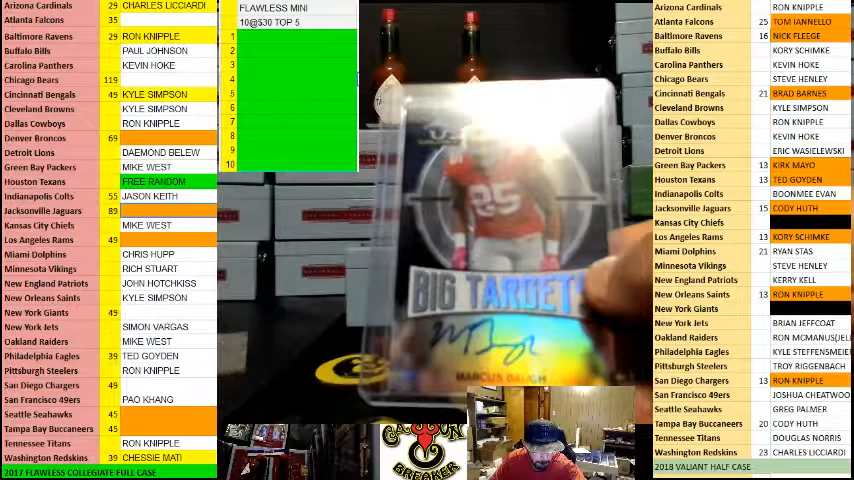 Arizona Cardinals 29 CHARLES LICCIARDI
Atlanta Falcons 35
Baltimore Ravens 29 RON KNIPPLE
Buffalo Bills PAUL JOHNSON
Carolina Panthers KEVIN HOKE
Chicago Bears 119
Cincinnati Bengals 49 KYLE SIMPSON
Cleveland Browns KYLE SIMPSON
Dallas Cowboys RON KNIPPLE
Denver Broncos 69
Detroit Lions DAEMOND BELEW
Green Bay Packers MIKE WEST
Houston Texans FREE RANDOM
Indianapolis Colts 55 JASON KEITH
Jacksonville Jaguars 89
Kansas City Chiefs MIKE WEST
Los Angeles Rams 49
Miami Dolphins CHRIS HUPP
Minnesota Vikings RICH STUART
New England Patriots JOHN HOTCHKISS
New Orleans Saints KYLE SIMPSON
New York Giants 49
New York Jets SIMON VARGAS
Oakland Raiders MIKE WEST
Philadelphia Eagles 39 TED GOYDEN
Pittsburgh Steelers RON KNIPPLE
San Diego Chargers 49
San Francisco 49ers PAO KHANG
Seattle Seahawks 45
Tampa Bay Buccaneers 45
Tennessee Titans RON KNIPPLE
Washington Redskins 39 CHESSIE MATI
2017 FLAWLESS COLLEGIATE FULL CASE
FLAWLESS MINI
10@$30 TOP 5
1
2
3
4
5
6
7
8
9
10
85
BIG TARGETS
MARCUS BAUGH
BREAKER
Arizona Cardinals RON KNIPPLE
Atlanta Falcons 25 TOM IANNELLO
Baltimore Ravens 16 NICK FLEEGE
Buffalo Bills KORY SCHIMKE
Carolina Panthers KEVIN HOKE
Chicago Bears STEVE HENLEY
Cincinnati Bengals 21 BRAD BARNES
Cleveland Browns KYLE SIMPSON
Dallas Cowboys RON KNIPPLE
Denver Broncos KEVIN HOKE
Detroit Lions ERIC WASIELEWSKI
Green Bay Packers 13 KIRK MAYO
Houston Texans 13 TED GOYDEN
Indianapolis Colts BOONMEE EVAN
Jacksonville Jaguars 15 CODY HUTH
Kansas City Chiefs
Los Angeles Rams 13 KORY SCHIMKE
Miami Dolphins 21 RYAN STAS
Minnesota Vikings STEVE HENLEY
New England Patriots KERRY KELL
New Orleans Saints 13 RON KNIPPLE
New York Giants
New York Jets BRIAN JEFFCOAT
Oakland Raiders RON MCMANUS(JEL
Philadelphia Eagles KYLE STEFFENSMEIE
Pittsburgh Steelers TROY RIGGENBACH
San Diego Chargers 13 RON KNIPPLE
San Francisco 49ers JOSHUA CHEATWOO
Seattle Seahawks GREG PALMER
Tampa Bay Buccaneers 20 CODY HUTH
Tennessee Titans DOUGLAS NORRIS
Washington Redskins 23 CHARLES LICCIARDI
2018 VALIANT HALF CASE